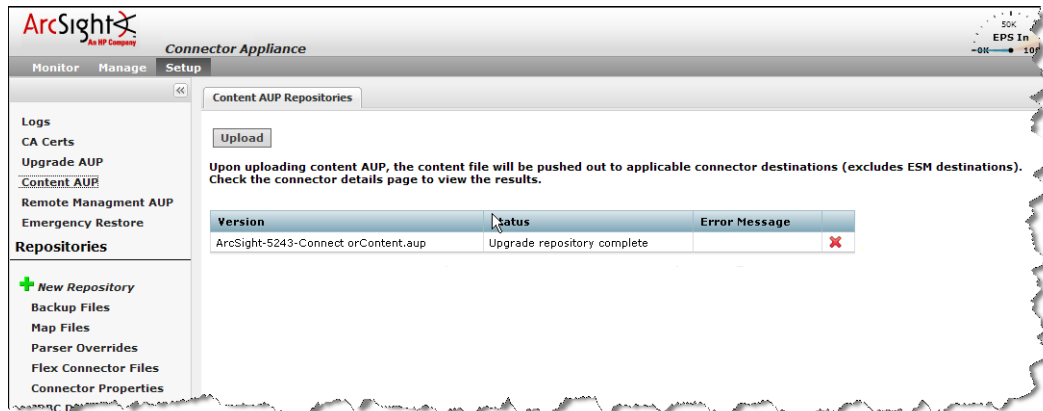 ArcSight
An HP Company
Connector Appliance
50K
EPS In
Monitor Manage Setup
Content AUP Repositories
Logs
CA Certs
Upgrade AUP
Content AUP
Remote Managment AUP
Emergency Restore
Repositories
New Repository
Backup Files
Map Files
Parser Overrides
Flex Connector Files
Connector Properties
Upload
Upon uploading content AUP, the content file will be pushed out to applicable connector destinations (excludes ESM destinations).
Check the connector details page to view the results.
Version Status Error Message
ArcSight-5243-Connect orContent.aup Upgrade repository complete